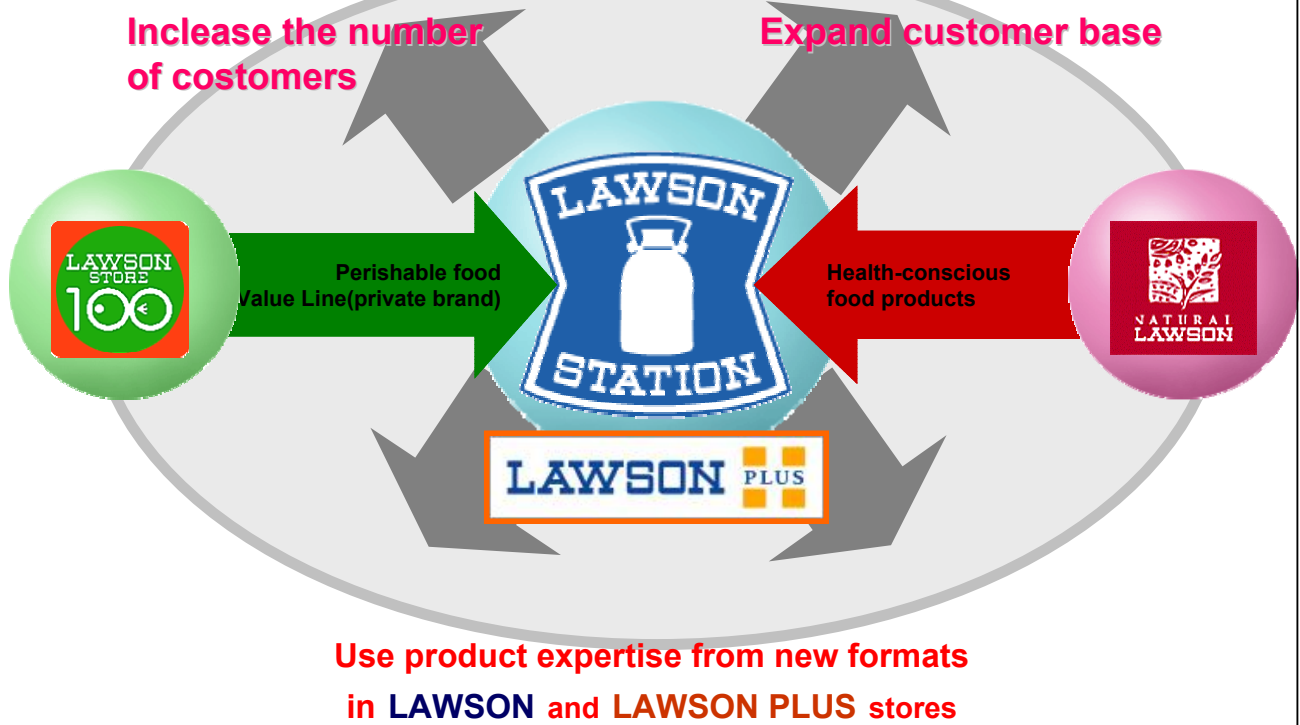 Inclease the number
of costomers
Expand customer base
LAWSON
STATION
LAWSON
STORE
100
Perishable food
Value Line(private brand)
Health-conscious
food products
NATURAL
LAWSON
LAWSON PLUS
Use product expertise from new formats
in LAWSON and LAWSON PLUS stores